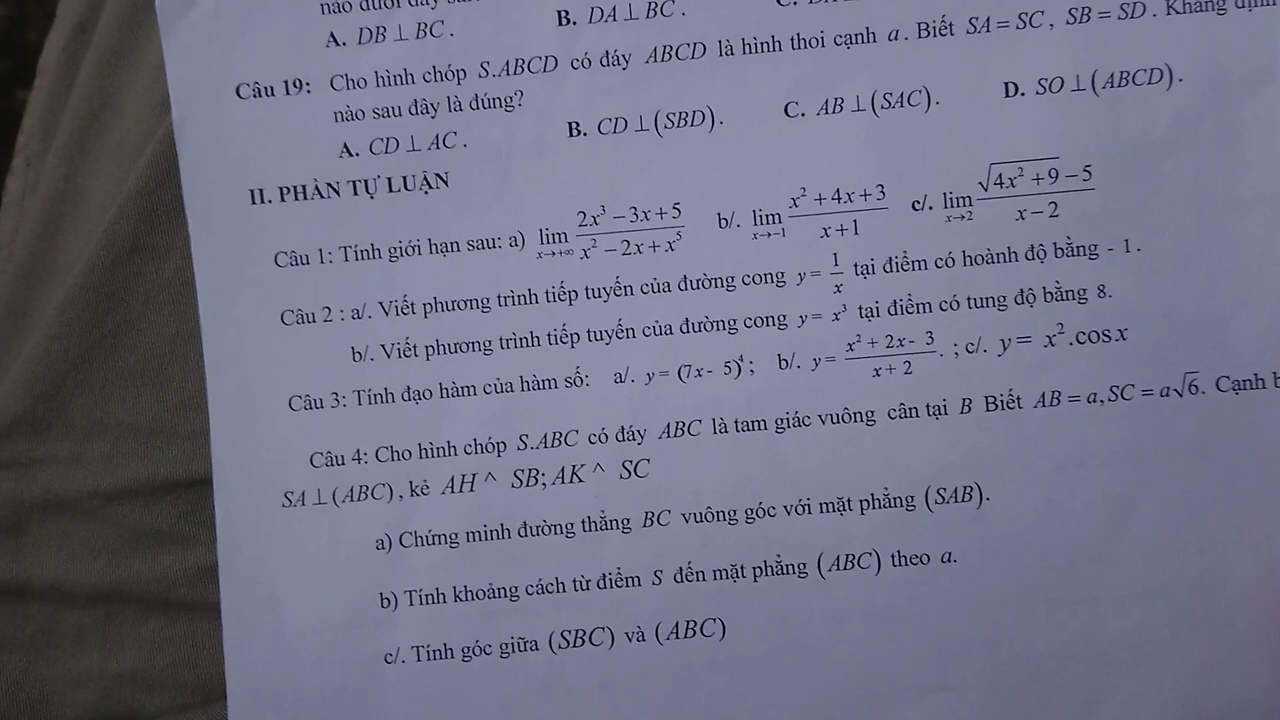 nào dưới đây
A. DB ⊥ BC. B. DA ⊥ BC. C.
Câu 19: Cho hình chóp S.ABCD có đáy ABCD là hình thoi cạnh a. Biết SA = SC, SB = SD. Khẳng định
nào sau đây là đúng?
A. CD ⊥ AC. B. CD ⊥ (SBD). C. AB ⊥ (SAC). D. SO ⊥ (ABCD).
II. PHẦN TỰ LUẬN
Câu 1: Tính giới hạn sau: a) lim_{x→+∞} (2x³ − 3x + 5)/(x² − 2x + x⁵) b/. lim_{x→−1} (x² + 4x + 3)/(x + 1) c/. lim_{x→2} (√(4x² + 9) − 5)/(x − 2)
Câu 2 : a/. Viết phương trình tiếp tuyến của đường cong y = 1/x tại điểm có hoành độ bằng - 1.
b/. Viết phương trình tiếp tuyến của đường cong y = x³ tại điểm có tung độ bằng 8.
Câu 3: Tính đạo hàm của hàm số: a/. y = (7x - 5)⁴; b/. y = (x² + 2x - 3)/(x + 2). ; c/. y = x².cosx
Câu 4: Cho hình chóp S.ABC có đáy ABC là tam giác vuông cân tại B Biết AB = a, SC = a√6. Cạnh
SA ⊥ (ABC), kẻ AH ^ SB; AK ^ SC
a) Chứng minh đường thẳng BC vuông góc với mặt phẳng (SAB).
b) Tính khoảng cách từ điểm S đến mặt phẳng (ABC) theo a.
c/. Tính góc giữa (SBC) và (ABC)